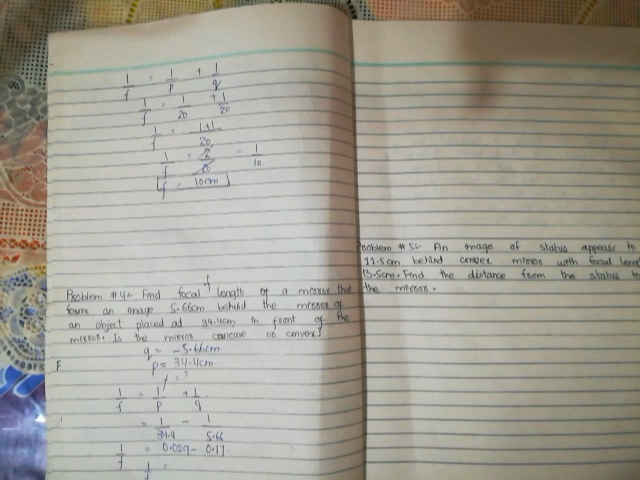 1/f = 1/p + 1/q
1/f = 1/20 + 1/20
1/f = 1+1/20
1/f = 2/20 = 1/10
f = 10cm
Problem #4:- Find focal length of a mirror that
forms an image 5.66cm behind the mirror of
an object placed at 34.4cm in front of the
mirror. Is the mirror concave or convex?
q = -5.66cm
p = 34.4cm
f = ?
F
1/f = 1/p + 1/q
= 1/34.4 - 1/5.66
1/f = 0.029 - 0.17
1/f =
Problem #5:- An image of status appears to
11.5cm behind convex mirror with focal leng
13.5cm. Find the distance from the status to
the mirror.